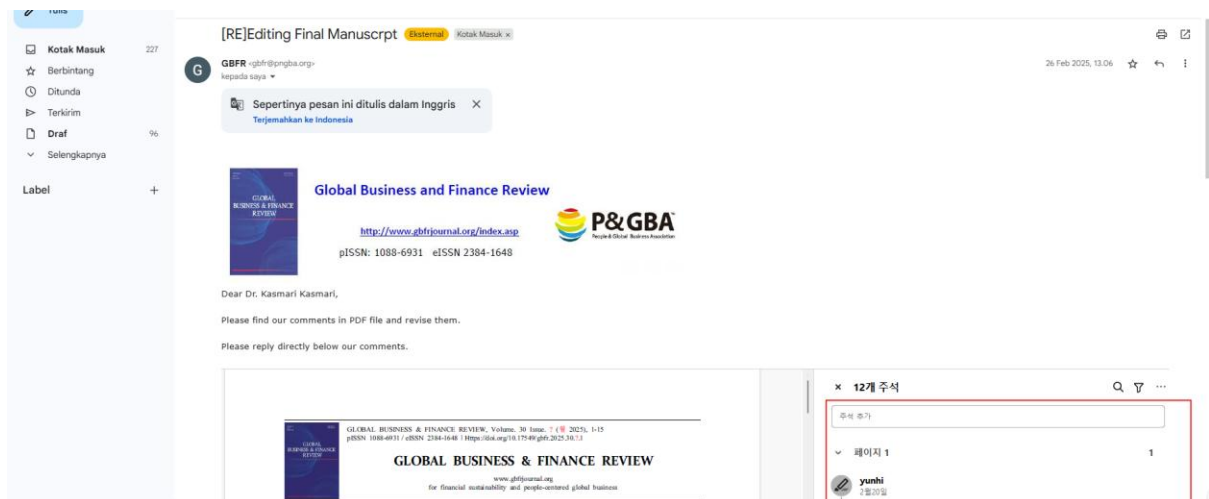 Tulis
Kotak Masuk 227
Berbintang
Ditunda
Terkirim
Draf 96
Selengkapnya
Label +
[RE]Editing Final Manuscrpt Eksternal Kotak Masuk x
G
GBFR <gbfr@pngba.org>
kepada saya
26 Feb 2025, 13.06
Sepertinya pesan ini ditulis dalam Inggris
Terjemahkan ke Indonesia
GLOBAL
BUSINESS & FINANCE
REVIEW
Global Business and Finance Review
http://www.gbfrjournal.org/index.asp
pISSN: 1088-6931 eISSN 2384-1648
P&GBA
People & Global Business Association
Dear Dr. Kasmari Kasmari,
Please find our comments in PDF file and revise them.
Please reply directly below our comments.
GLOBAL
BUSINESS & FINANCE
REVIEW
GLOBAL BUSINESS & FINANCE REVIEW, Volume. 30 Issue. ? (월 2025), 1-15
pISSN 1088-6931 / eISSN 2384-1648 | Https://doi.org/10.17549/gbfr.2025.30.?.1
GLOBAL BUSINESS & FINANCE REVIEW
www.gbfrjournal.org
for financial sustainability and people-centered global business
× 12개 주석
주석 추가
페이지 1 1
yunhi
2월20일